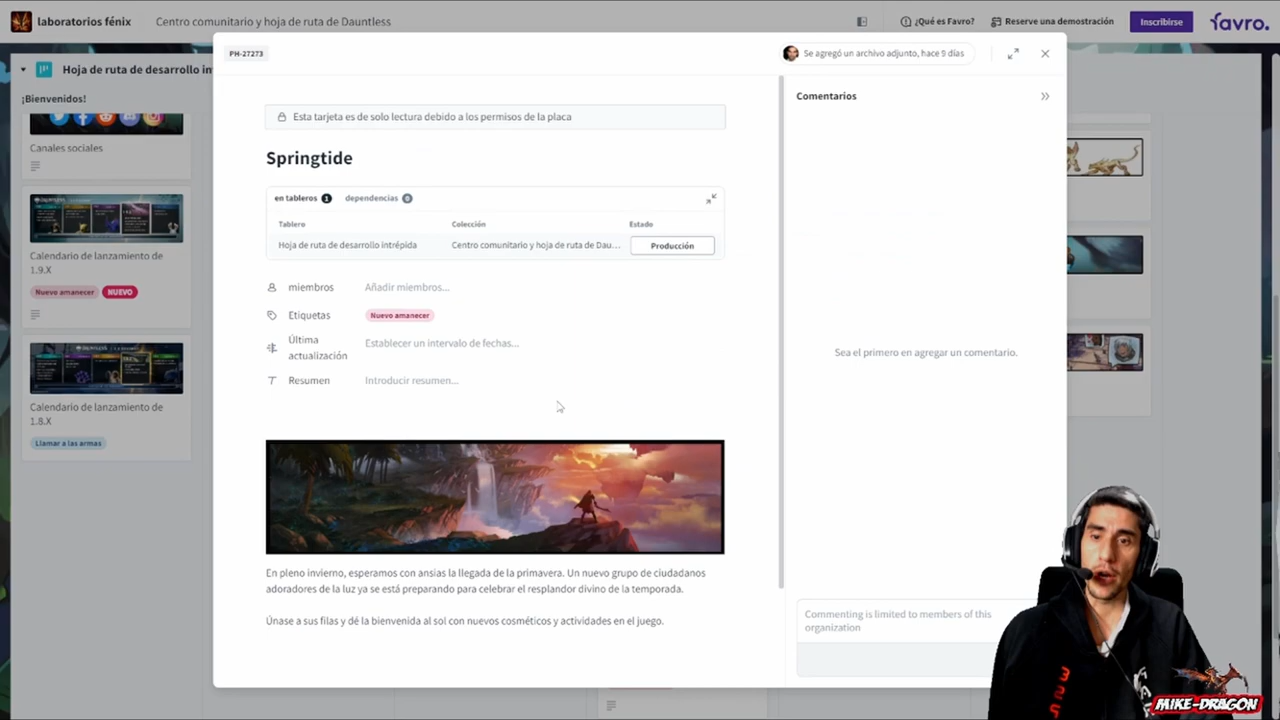 laboratorios fénix
Centro comunitario y hoja de ruta de Dauntless
¿Qué es Favro?
Reserve una demostración
Inscribirse
favro.
Hoja de ruta de desarrollo int
¡Bienvenidos!
Canales sociales
Calendario de lanzamiento de
1.9.X
Nuevo amanecer NUEVO
Calendario de lanzamiento de
1.8.X
Llamar a las armas
PH-27273
Se agregó un archivo adjunto, hace 9 días
Esta tarjeta es de solo lectura debido a los permisos de la placa
Springtide
en tableros 1 dependencias 0
Tablero Colección Estado
Hoja de ruta de desarrollo intrépida Centro comunitario y hoja de ruta de Dau... Producción
miembros Añadir miembros...
Etiquetas Nuevo amanecer
Última
actualización
Establecer un intervalo de fechas...
Resumen Introducir resumen...
En pleno invierno, esperamos con ansias la llegada de la primavera. Un nuevo grupo de ciudadanos
adoradores de la luz ya se está preparando para celebrar el resplandor divino de la temporada.
Únase a sus filas y dé la bienvenida al sol con nuevos cosméticos y actividades en el juego.
Comentarios
Sea el primero en agregar un comentario.
Commenting is limited to members of this
organization
MIKE-DRAGON